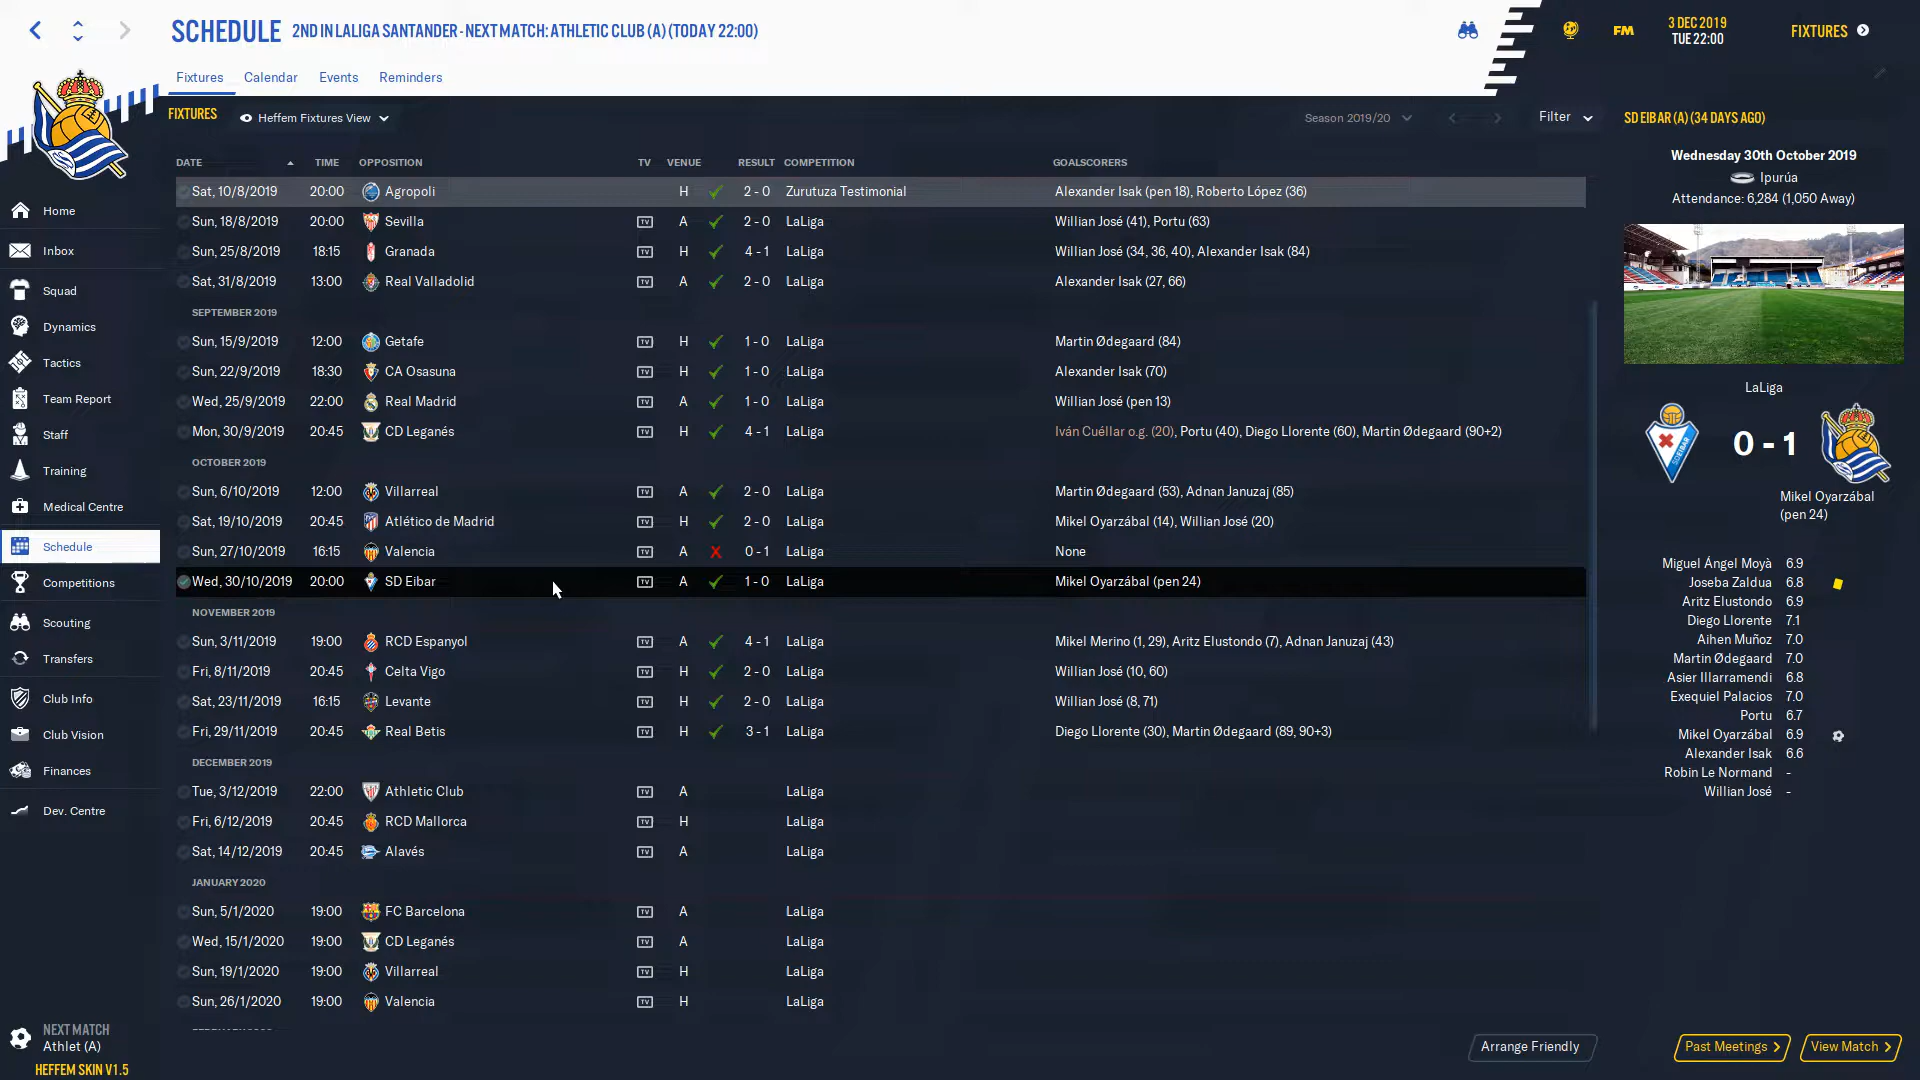 SCHEDULE 2ND IN LALIGA SANTANDER - NEXT MATCH: ATHLETIC CLUB (A) (TODAY 22:00)
FM
3 DEC 2019
TUE 22:00
FIXTURES
Fixtures Calendar Events Reminders
FIXTURES Heffem Fixtures View Season 2019/20 Filter
DATE TIME OPPOSITION TV VENUE RESULT COMPETITION GOALSCORERS
Sat, 10/8/2019 20:00 Agropoli H 2 - 0 Zurutuza Testimonial Alexander Isak (pen 18), Roberto López (36)
Sun, 18/8/2019 20:00 Sevilla TV A 2 - 0 LaLiga Willian José (41), Portu (63)
Sun, 25/8/2019 18:15 Granada TV H 4 - 1 LaLiga Willian José (34, 36, 40), Alexander Isak (84)
Sat, 31/8/2019 13:00 Real Valladolid TV A 2 - 0 LaLiga Alexander Isak (27, 66)
SEPTEMBER 2019
Sun, 15/9/2019 12:00 Getafe TV H 1 - 0 LaLiga Martin Ødegaard (84)
Sun, 22/9/2019 18:30 CA Osasuna TV H 1 - 0 LaLiga Alexander Isak (70)
Wed, 25/9/2019 22:00 Real Madrid TV A 1 - 0 LaLiga Willian José (pen 13)
Mon, 30/9/2019 20:45 CD Leganés TV H 4 - 1 LaLiga Iván Cuéllar o.g. (20), Portu (40), Diego Llorente (60), Martin Ødegaard (90+2)
OCTOBER 2019
Sun, 6/10/2019 12:00 Villarreal TV A 2 - 0 LaLiga Martin Ødegaard (53), Adnan Januzaj (85)
Sat, 19/10/2019 20:45 Atlético de Madrid TV H 2 - 0 LaLiga Mikel Oyarzábal (14), Willian José (20)
Sun, 27/10/2019 16:15 Valencia TV A 0 - 1 LaLiga None
Wed, 30/10/2019 20:00 SD Eibar TV A 1 - 0 LaLiga Mikel Oyarzábal (pen 24)
NOVEMBER 2019
Sun, 3/11/2019 19:00 RCD Espanyol TV A 4 - 1 LaLiga Mikel Merino (1, 29), Aritz Elustondo (7), Adnan Januzaj (43)
Fri, 8/11/2019 20:45 Celta Vigo TV H 2 - 0 LaLiga Willian José (10, 60)
Sat, 23/11/2019 16:15 Levante TV H 2 - 0 LaLiga Willian José (8, 71)
Fri, 29/11/2019 20:45 Real Betis TV H 3 - 1 LaLiga Diego Llorente (30), Martin Ødegaard (89, 90+3)
DECEMBER 2019
Tue, 3/12/2019 22:00 Athletic Club TV A LaLiga
Fri, 6/12/2019 20:45 RCD Mallorca TV H LaLiga
Sat, 14/12/2019 20:45 Alavés TV A LaLiga
JANUARY 2020
Sun, 5/1/2020 19:00 FC Barcelona TV A LaLiga
Wed, 15/1/2020 19:00 CD Leganés TV A LaLiga
Sun, 19/1/2020 19:00 Villarreal TV H LaLiga
Sun, 26/1/2020 19:00 Valencia TV H LaLiga
Home
Inbox
Squad
Dynamics
Tactics
Team Report
Staff
Training
Medical Centre
Schedule
Competitions
Scouting
Transfers
Club Info
Club Vision
Finances
Dev. Centre
NEXT MATCH
Athlet (A)
HEFFEM SKIN V1.5
SD EIBAR (A) (34 DAYS AGO)
Wednesday 30th October 2019
Ipurúa
Attendance: 6,284 (1,050 Away)
LaLiga
SD EIBAR
0 - 1
Mikel Oyarzábal
(pen 24)
Miguel Ángel Moyà 6.9
Joseba Zaldua 6.8
Aritz Elustondo 6.9
Diego Llorente 7.1
Aihen Muñoz 7.0
Martin Ødegaard 7.0
Asier Illarramendi 6.8
Exequiel Palacios 7.0
Portu 6.7
Mikel Oyarzábal 6.9
Alexander Isak 6.6
Robin Le Normand -
Willian José -
Arrange Friendly
Past Meetings
View Match